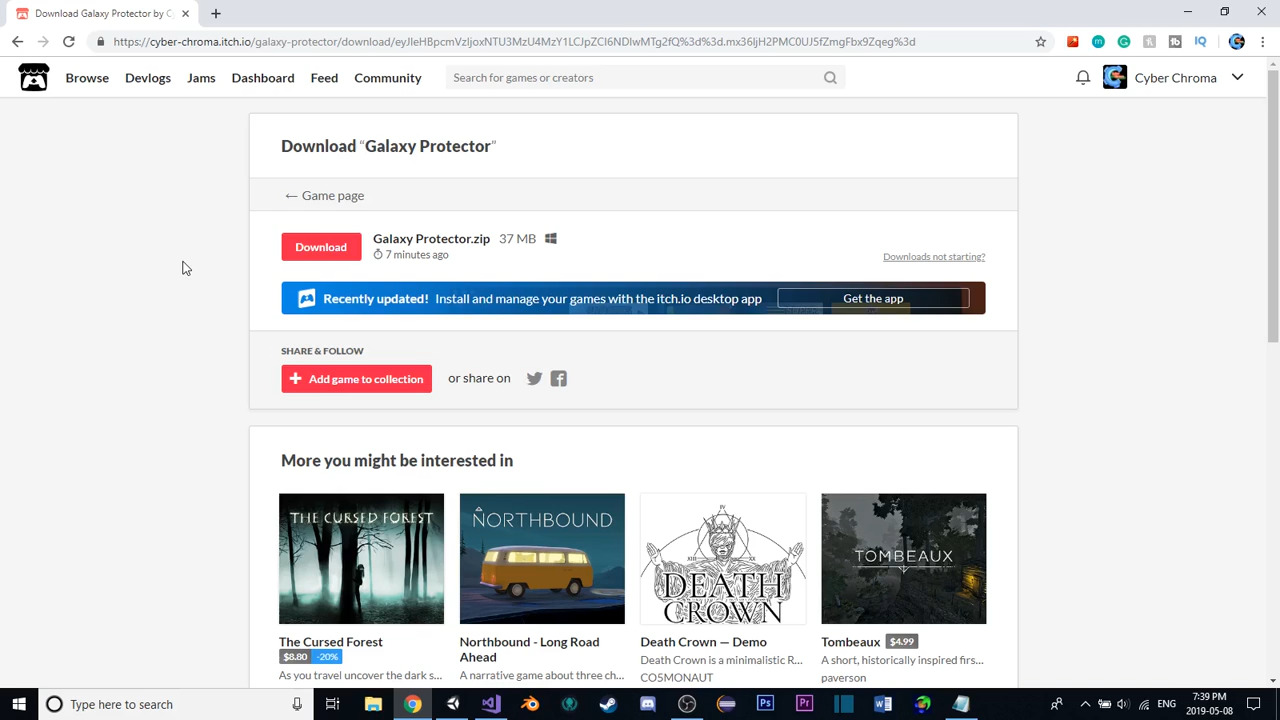 Download Galaxy Protector by Cy
https://cyber-chroma.itch.io/galaxy-protector/download/
Browse Devlogs Jams Dashboard Feed Community Search for games or creators Cyber Chroma
Download “Galaxy Protector”
← Game page
Download Galaxy Protector.zip 37 MB
7 minutes ago Downloads not starting?
Recently updated! Install and manage your games with the itch.io desktop app Get the app
SHARE & FOLLOW
Add game to collection or share on
More you might be interested in
THE CURSED FOREST
NORTHBOUND
DEATH CROWN
TOMBEAUX
The Cursed Forest
$8.80 -20%
As you travel uncover the dark s...
Northbound - Long Road
Ahead
A narrative game about three ch...
Death Crown — Demo
Death Crown is a minimalistic R...
CO5MONAUT
Tombeaux $4.99
A short, historically inspired firs...
paverson
Type here to search
ENG
7:39 PM
2019-05-08